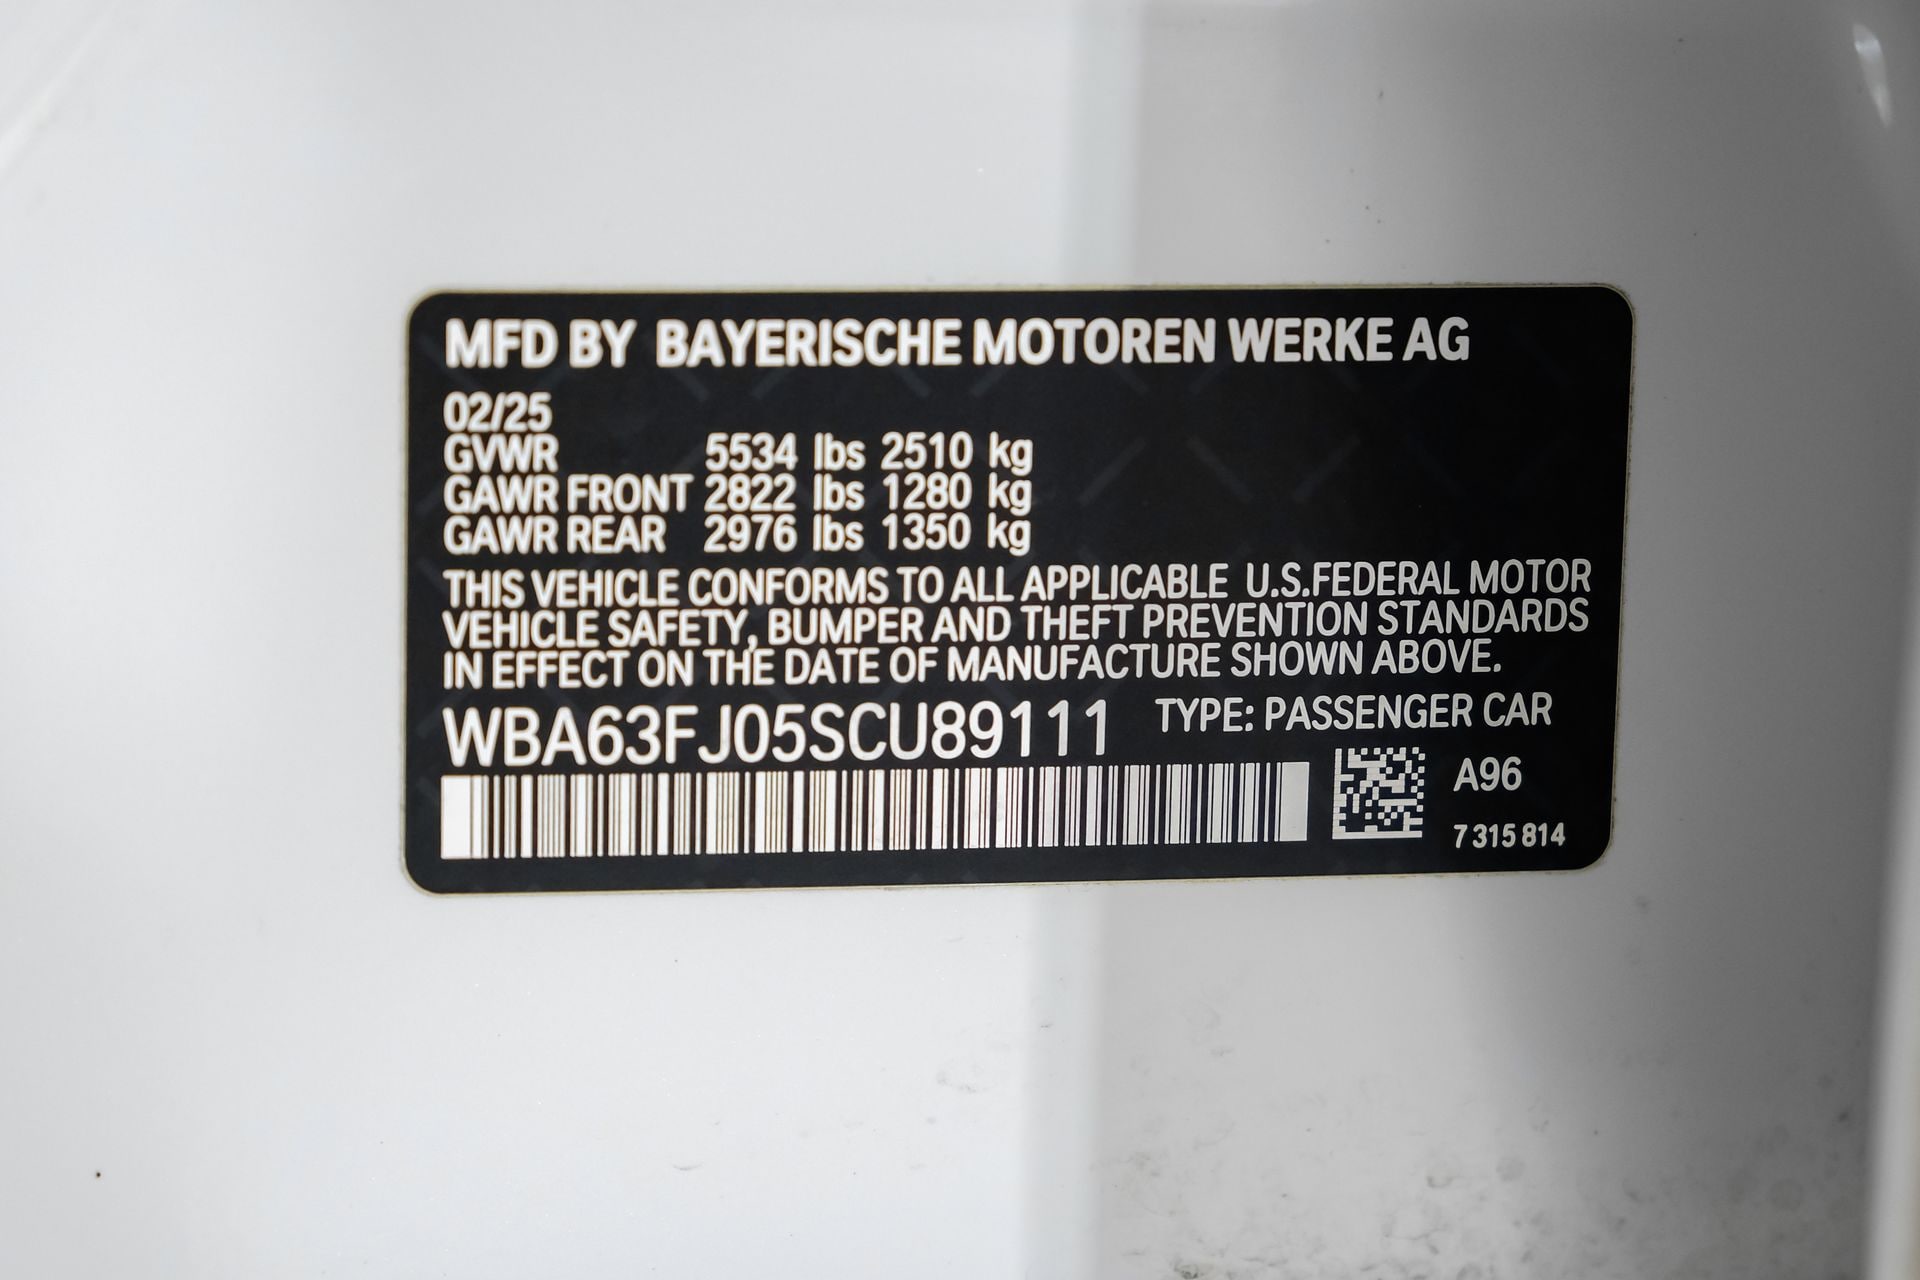 MFD BY BAYERISCHE MOTOREN WERKE AG
02/25
GVWR 5534 lbs 2510 kg
GAWR FRONT 2822 lbs 1280 kg
GAWR REAR 2976 lbs 1350 kg
THIS VEHICLE CONFORMS TO ALL APPLICABLE U.S.FEDERAL MOTOR
VEHICLE SAFETY, BUMPER AND THEFT PREVENTION STANDARDS
IN EFFECT ON THE DATE OF MANUFACTURE SHOWN ABOVE.
WBA63FJ05SCU89111 TYPE: PASSENGER CAR
A96
7 315 814